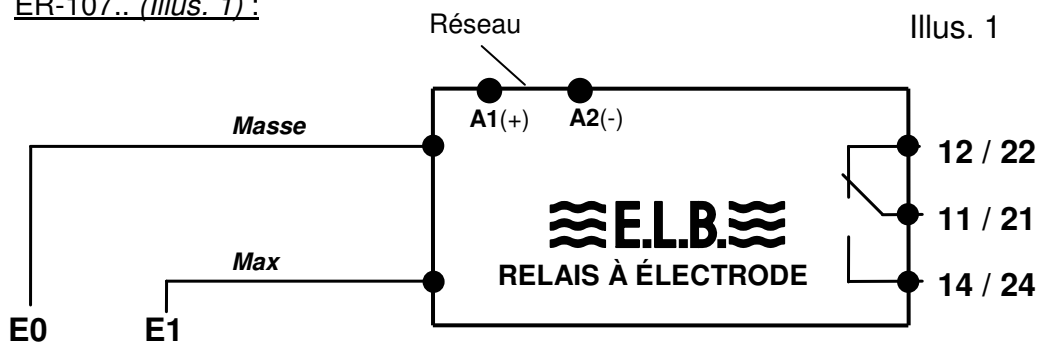 ER-107.. (Illus. 1) :
Réseau
Illus. 1
A1(+) A2(-)
Masse
12 / 22
E.L.B.
11 / 21
Max
RELAIS À ÉLECTRODE
14 / 24
E0 E1